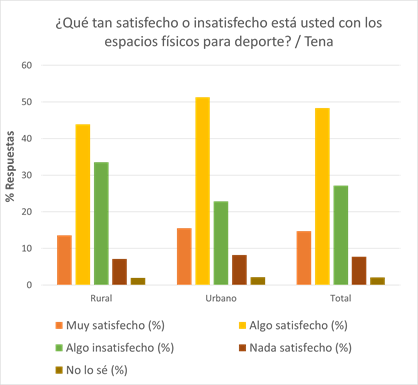 ¿Qué tan satisfecho o insatisfecho está usted con los
espacios físicos para deporte? / Tena
60
50
40
30
20
10
0
% Respuestas
Rural
Urbano
Total
Muy satisfecho (%)
Algo satisfecho (%)
Algo insatisfecho (%)
Nada satisfecho (%)
No lo sé (%)